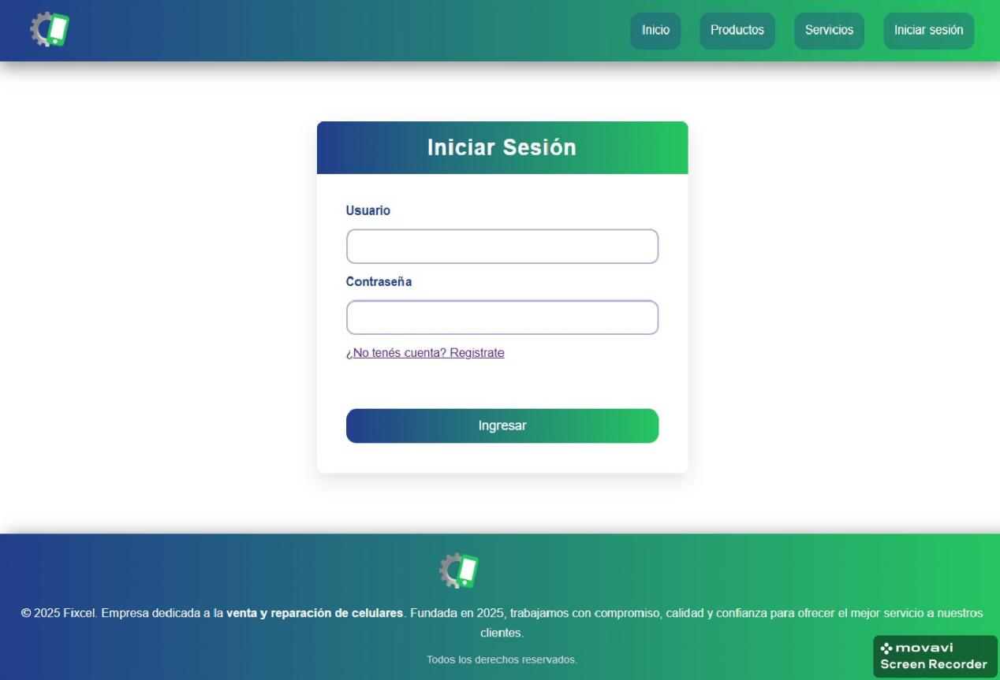 Inicio
Productos
Servicios
Iniciar sesión
Iniciar Sesión
Usuario
Contraseña
¿No tenés cuenta? Registrate
Ingresar
© 2025 Fixcel. Empresa dedicada a la venta y reparación de celulares. Fundada en 2025, trabajamos con compromiso, calidad y confianza para ofrecer el mejor servicio a nuestros
clientes.
Todos los derechos reservados.
movavi
Screen Recorder